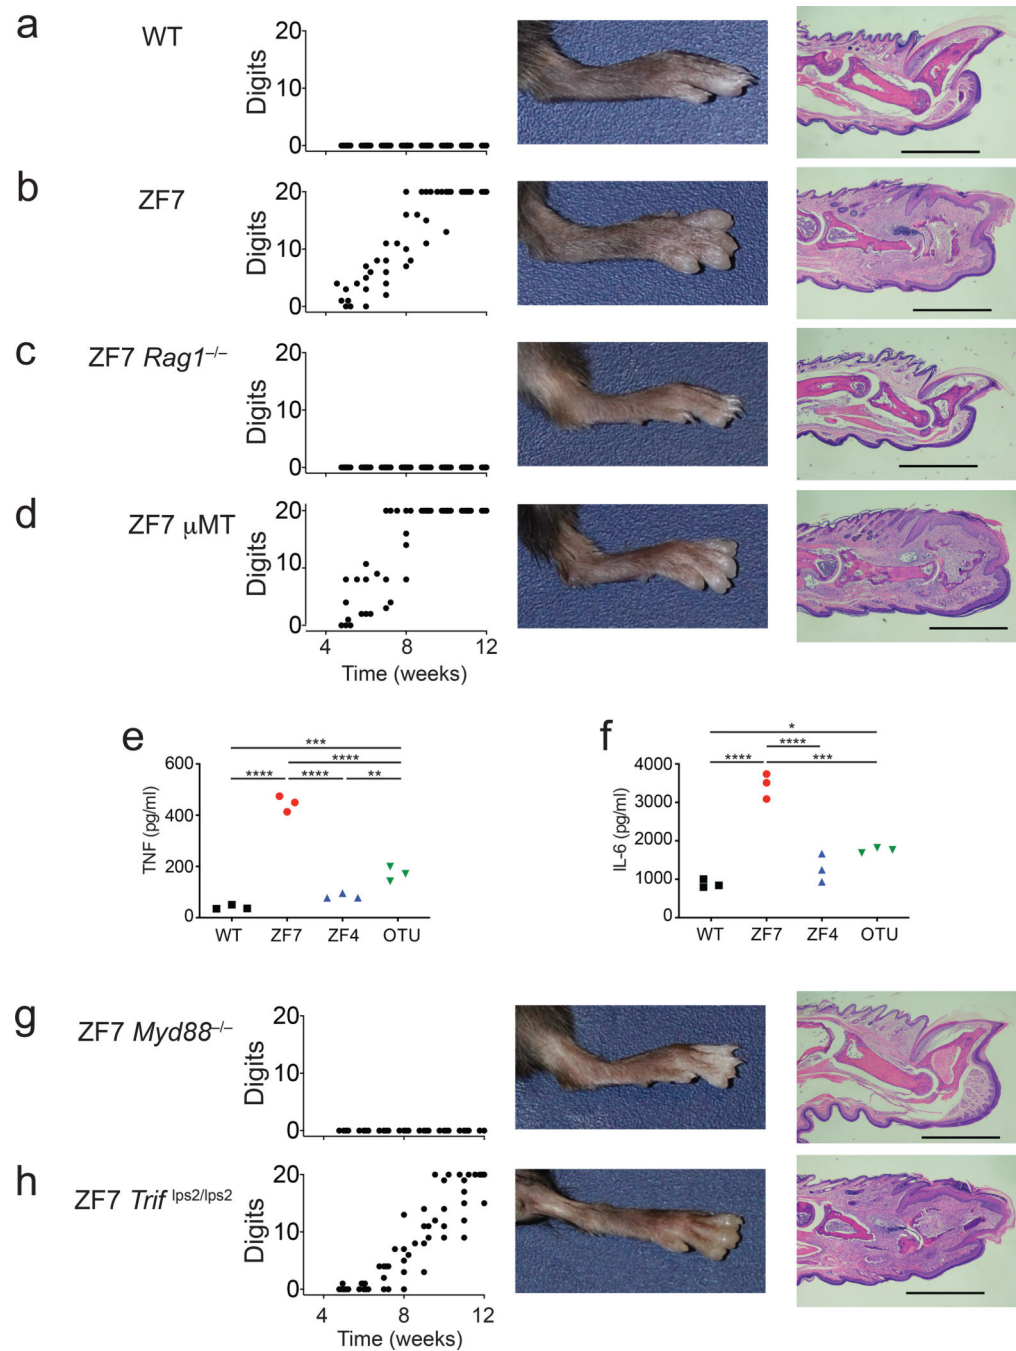 a
WT
20
10
0
Digits
b
ZF7
20
10
0
Digits
c
ZF7 Rag1–/–
20
10
0
Digits
d
ZF7 µMT
20
10
0
Digits
4 8 12
Time (weeks)
e
TNF (pg/ml)
600
400
200
0
***
****
**** **** **
WT ZF7 ZF4 OTU
f
IL-6 (pg/ml)
4000
3000
2000
1000
0
*
****
**** ***
WT ZF7 ZF4 OTU
g
ZF7 Myd88–/–
20
10
0
Digits
h
ZF7 Trif lps2/lps2
20
10
0
Digits
4 8 12
Time (weeks)